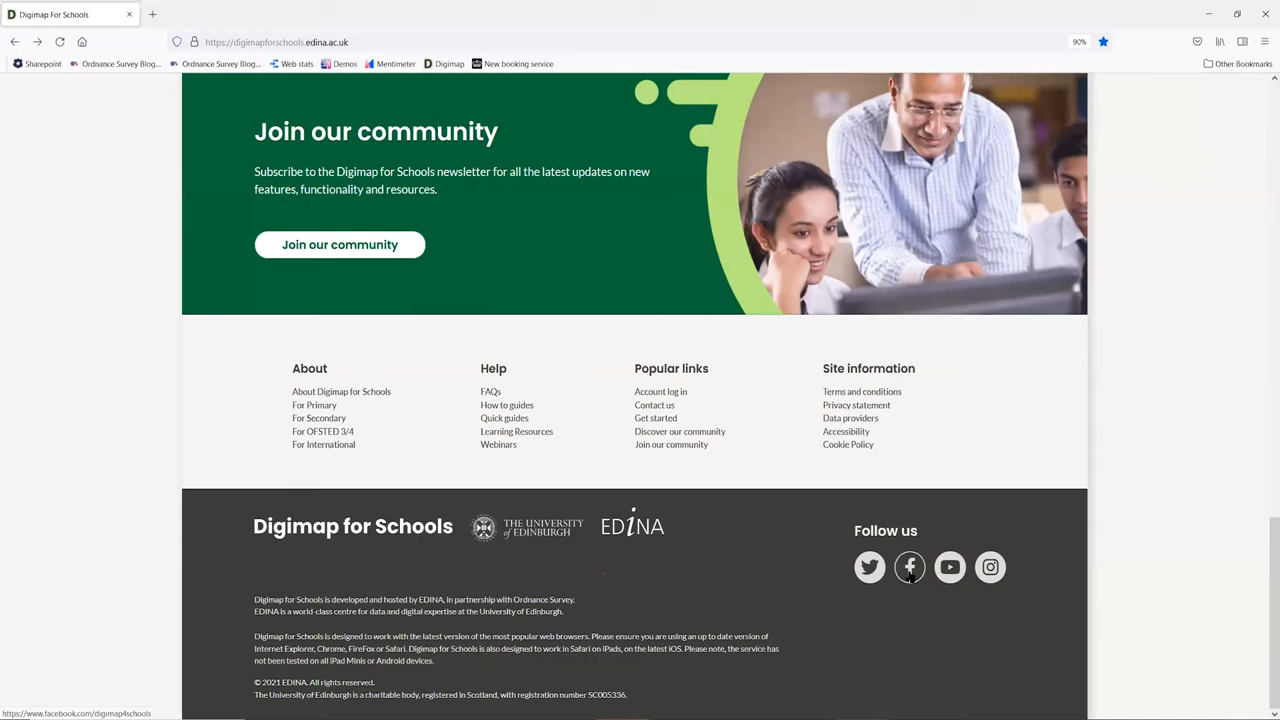 Digimap For Schools
https://digimapforschools.edina.ac.uk
90%
Sharepoint
Ordnance Survey Blog...
Ordnance Survey Blog...
Web stats
Demos
Mentimeter
Digimap
New booking service
Other Bookmarks
Join our community
Subscribe to the Digimap for Schools newsletter for all the latest updates on new
features, functionality and resources.
Join our community
About
About Digimap for Schools
For Primary
For Secondary
For OFSTED 3/4
For International
Help
FAQs
How to guides
Quick guides
Learning Resources
Webinars
Popular links
Account log in
Contact us
Get started
Discover our community
Join our community
Site information
Terms and conditions
Privacy statement
Data providers
Accessibility
Cookie Policy
Digimap for Schools
THE UNIVERSITY
of EDINBURGH
EDINA
Follow us
Digimap for Schools is developed and hosted by EDINA, in partnership with Ordnance Survey.
EDINA is a world-class centre for data and digital expertise at the University of Edinburgh.
Digimap for Schools is designed to work with the latest version of the most popular web browsers. Please ensure you are using an up to date version of
Internet Explorer, Chrome, FireFox or Safari. Digimap for Schools is also designed to work in Safari on iPads, on the latest iOS. Please note, the service has
not been tested on all iPad Minis or Android devices.
© 2021 EDINA. All rights reserved.
The University of Edinburgh is a charitable body, registered in Scotland, with registration number SC005336.
https://www.facebook.com/digimap4schools